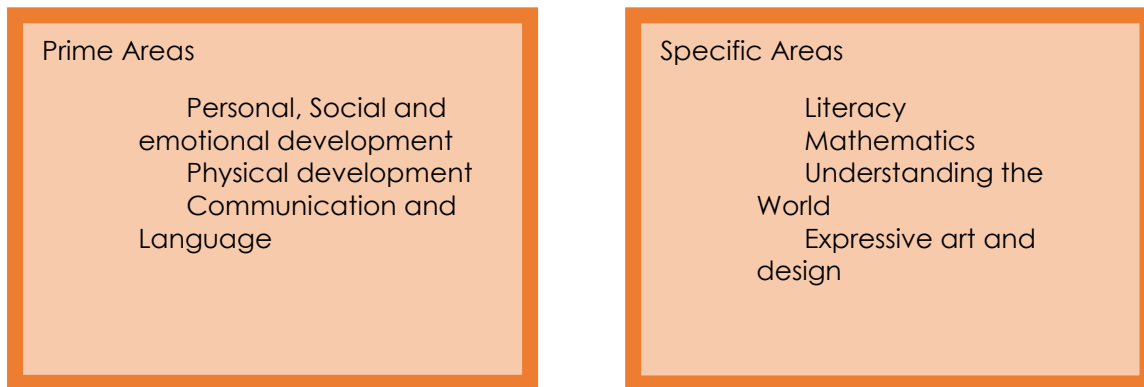 Prime Areas
Personal, Social and
emotional development
Physical development
Communication and
Language
Specific Areas
Literacy
Mathematics
Understanding the
World
Expressive art and
design